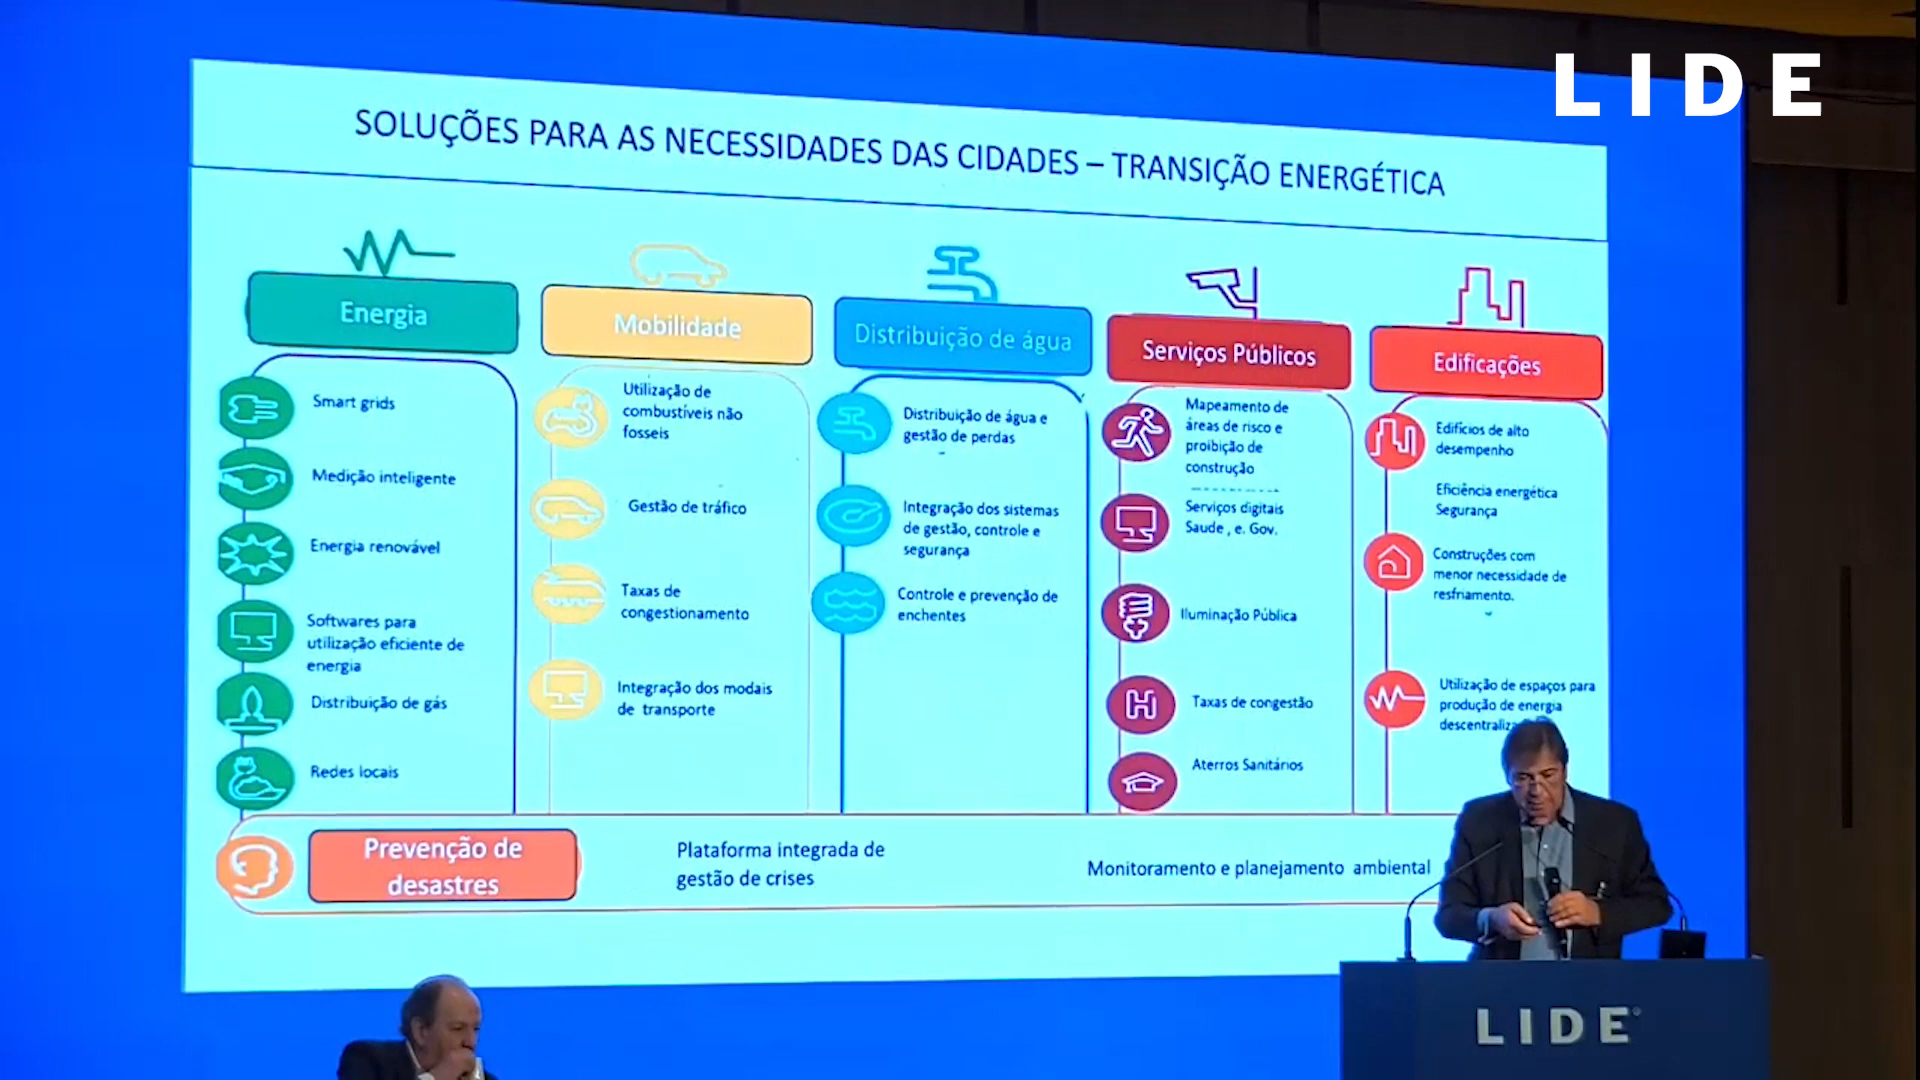 LIDE
SOLUÇÕES PARA AS NECESSIDADES DAS CIDADES – TRANSIÇÃO ENERGÉTICA
Energia
Smart grids
Medição inteligente
Energia renovável
Softwares para
utilização eficiente de
energia
Distribuição de gás
Redes locais
Mobilidade
Utilização de
combustíveis não
fosseis
Gestão de tráfico
Taxas de
congestionamento
Integração dos modais
de transporte
Distribuição de água
Distribuição de água e
gestão de perdas
Integração dos sistemas
de gestão, controle e
segurança
Controle e prevenção de
enchentes
Serviços Públicos
Mapeamento de
áreas de risco e
proibição de
construção
Serviços digitais
Saude , e. Gov.
Iluminação Pública
Taxas de congestão
Aterros Sanitários
Edificações
Edifícios de alto
desempenho
Eficiência energética
Segurança
Construções com
menor necessidade de
resfriamento.
Utilização de espaços para
produção de energia
Prevenção de
desastres
Plataforma integrada de
gestão de crises
Monitoramento e planejamento ambiental
LIDE